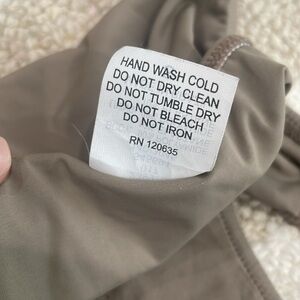 HAND WASH COLD
DO NOT DRY CLEAN
DO NOT TUMBLE DRY
DO NOT BLEACH
DO NOT IRON
RN 120635